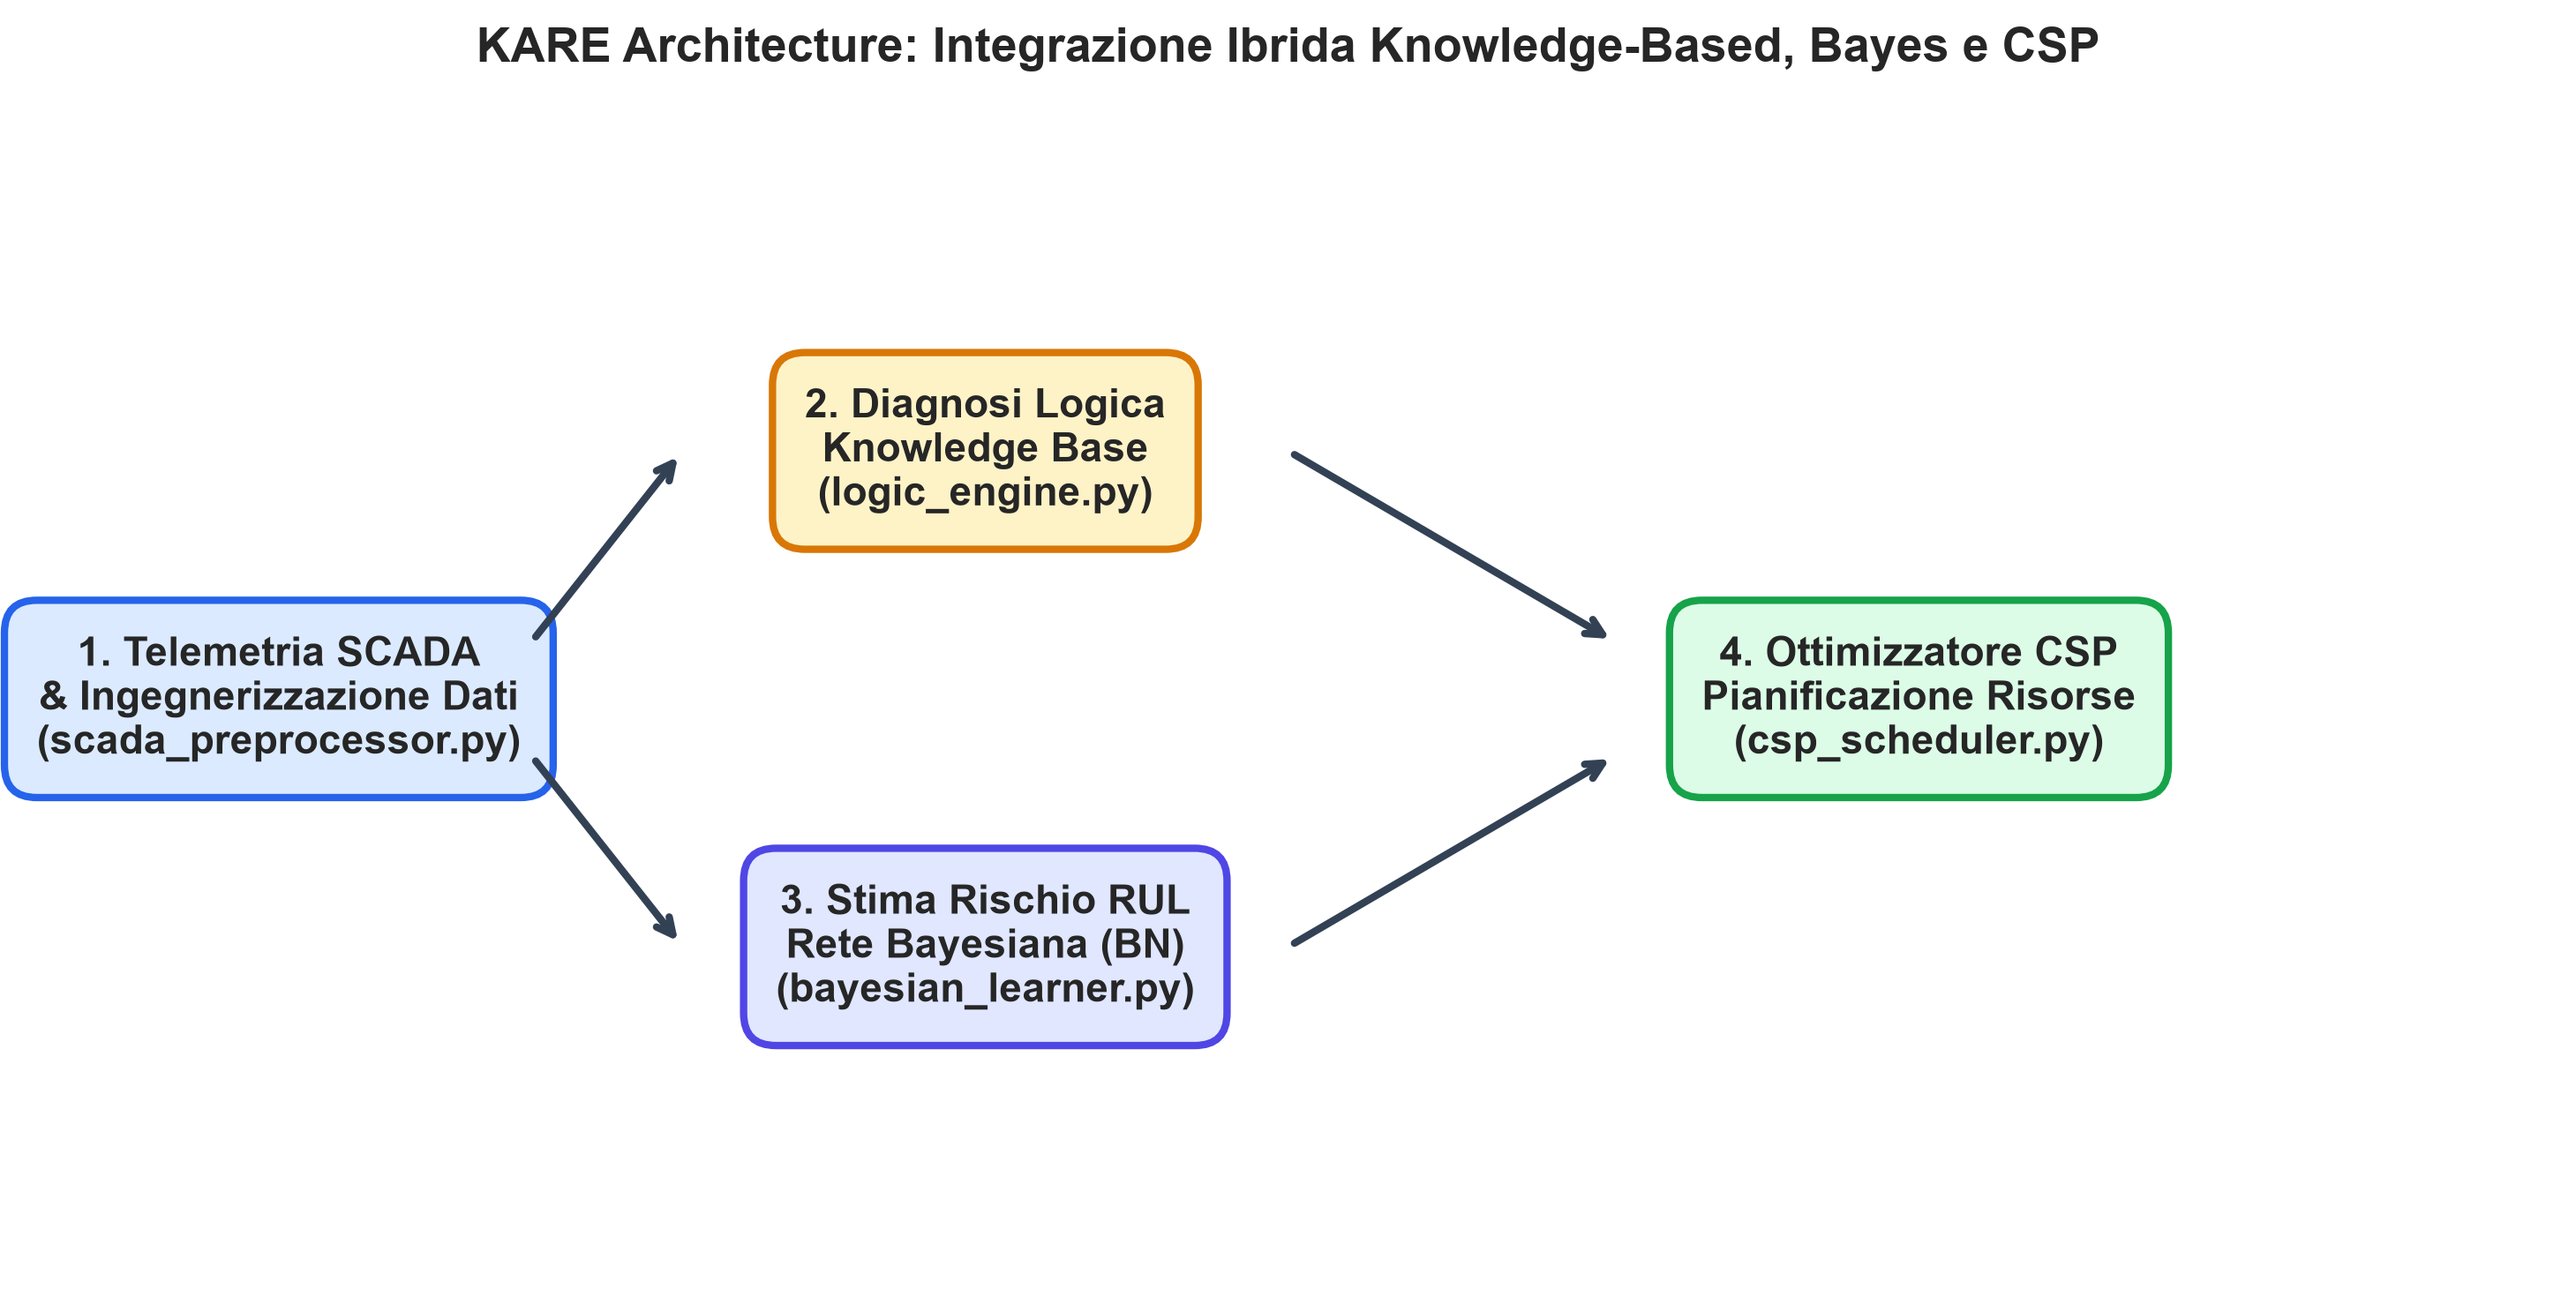 KARE Architecture: Integrazione Ibrida Knowledge-Based, Bayes e CSP
1. Telemetria SCADA
& Ingegnerizzazione Dati
(scada_preprocessor.py)
2. Diagnosi Logica
Knowledge Base
(logic_engine.py)
3. Stima Rischio RUL
Rete Bayesiana (BN)
(bayesian_learner.py)
4. Ottimizzatore CSP
Pianificazione Risorse
(csp_scheduler.py)